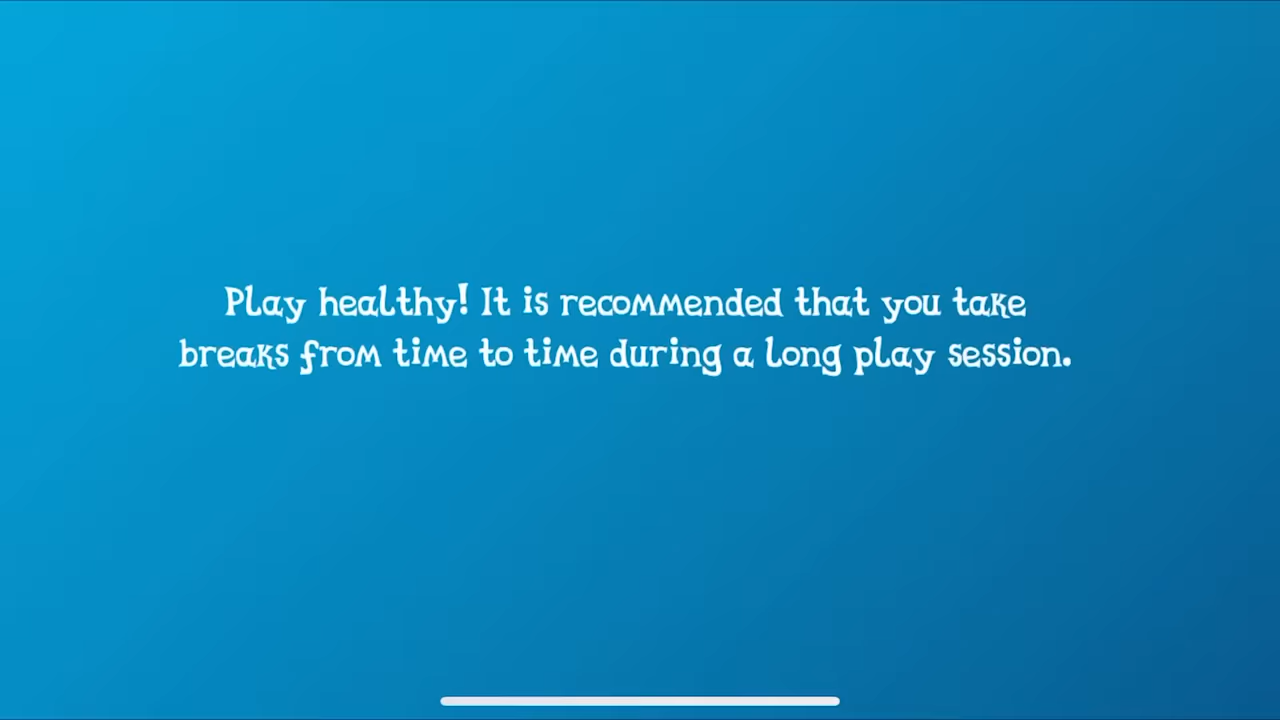 Play healthy! It is recommended that you take
breaks from time to time during a long play session.